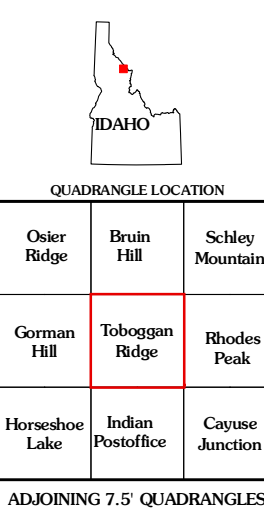 IDAHO
QUADRANGLE LOCATION
Osier
Ridge
Bruin
Hill
Schley
Mountain
Gorman
Hill
Toboggan
Ridge
Rhodes
Peak
Horseshoe
Lake
Indian
Postoffice
Cayuse
Junction
ADJOINING 7.5' QUADRANGLES